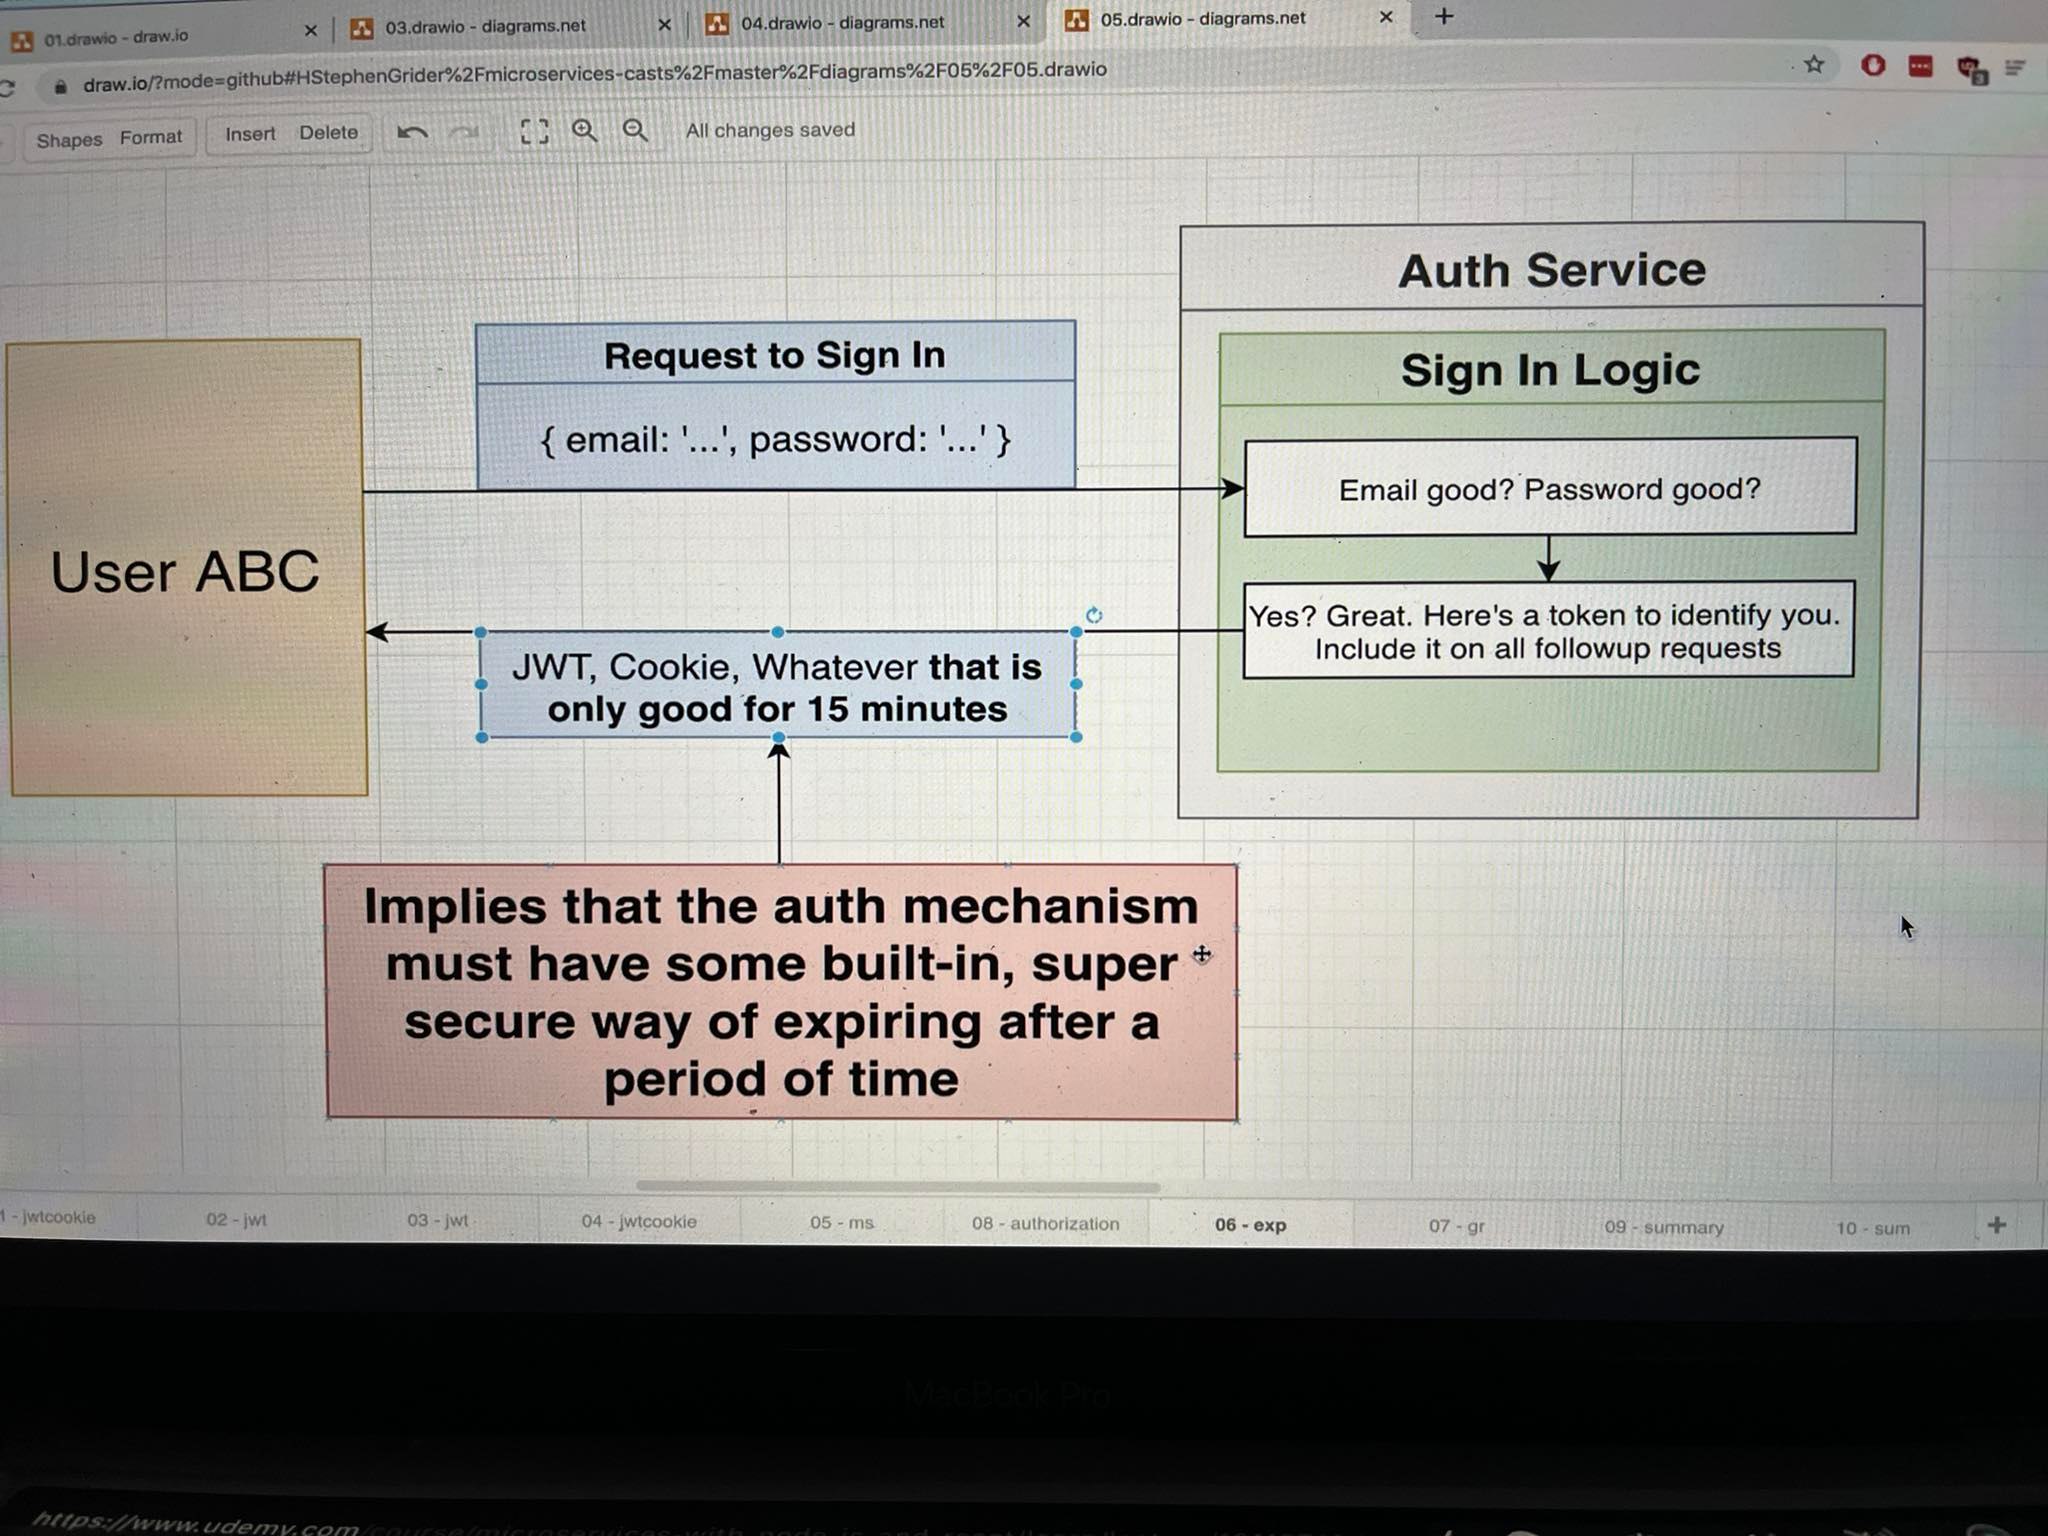 01.drawio - draw.io
03.drawio - diagrams.net
04.drawio - diagrams.net
05.drawio - diagrams.net
draw.io/?mode=github#HStephenGrider%2Fmicroservices-casts%2Fmaster%2Fdiagrams%2F05%2F05.drawio
3
Shapes
Format
Insert
Delete
All changes saved
Auth Service
Request to Sign In
Sign In Logic
{ email: '...', password: '...' }
Email good? Password good?
User ABC
Yes? Great. Here's a token to identify you.
Include it on all followup requests
JWT, Cookie, Whatever that is
only good for 15 minutes
Implies that the auth mechanism
must have some built-in, super
secure way of expiring after a
period of time
1 - jwtcookie
02 - jwt
03 - jwt
04 - jwtcookie
05 - ms
08 - authorization
06 - exp
07 - gr
09 - summary
10 - sum
MacBook Pro
https://www.udemy.com